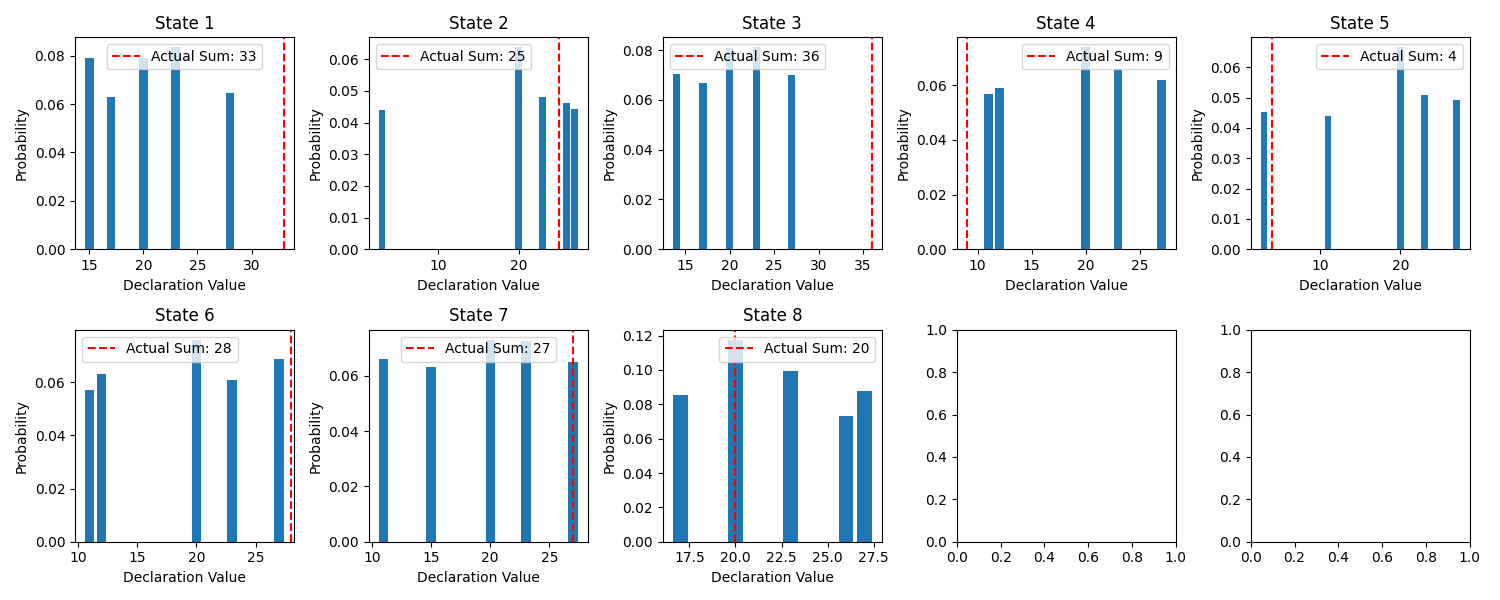 State 1
Actual Sum: 33
0.08
0.06
0.04
0.02
0.00
Probability
15 20 25 30
Declaration Value
State 2
Actual Sum: 25
0.06
0.05
0.04
0.03
0.02
0.01
0.00
Probability
10 20
Declaration Value
State 3
Actual Sum: 36
0.08
0.06
0.04
0.02
0.00
Probability
15 20 25 30 35
Declaration Value
State 4
Actual Sum: 9
0.06
0.04
0.02
0.00
Probability
10 15 20 25
Declaration Value
State 5
Actual Sum: 4
0.06
0.05
0.04
0.03
0.02
0.01
0.00
Probability
10 20
Declaration Value
State 6
Actual Sum: 28
0.06
0.04
0.02
0.00
Probability
10 15 20 25
Declaration Value
State 7
Actual Sum: 27
0.06
0.04
0.02
0.00
Probability
10 15 20 25
Declaration Value
State 8
Actual Sum: 20
0.12
0.10
0.08
0.06
0.04
0.02
0.00
Probability
17.5 20.0 22.5 25.0 27.5
Declaration Value
1.0
0.8
0.6
0.4
0.2
0.0
0.0 0.2 0.4 0.6 0.8 1.0
1.0
0.8
0.6
0.4
0.2
0.0
0.0 0.2 0.4 0.6 0.8 1.0